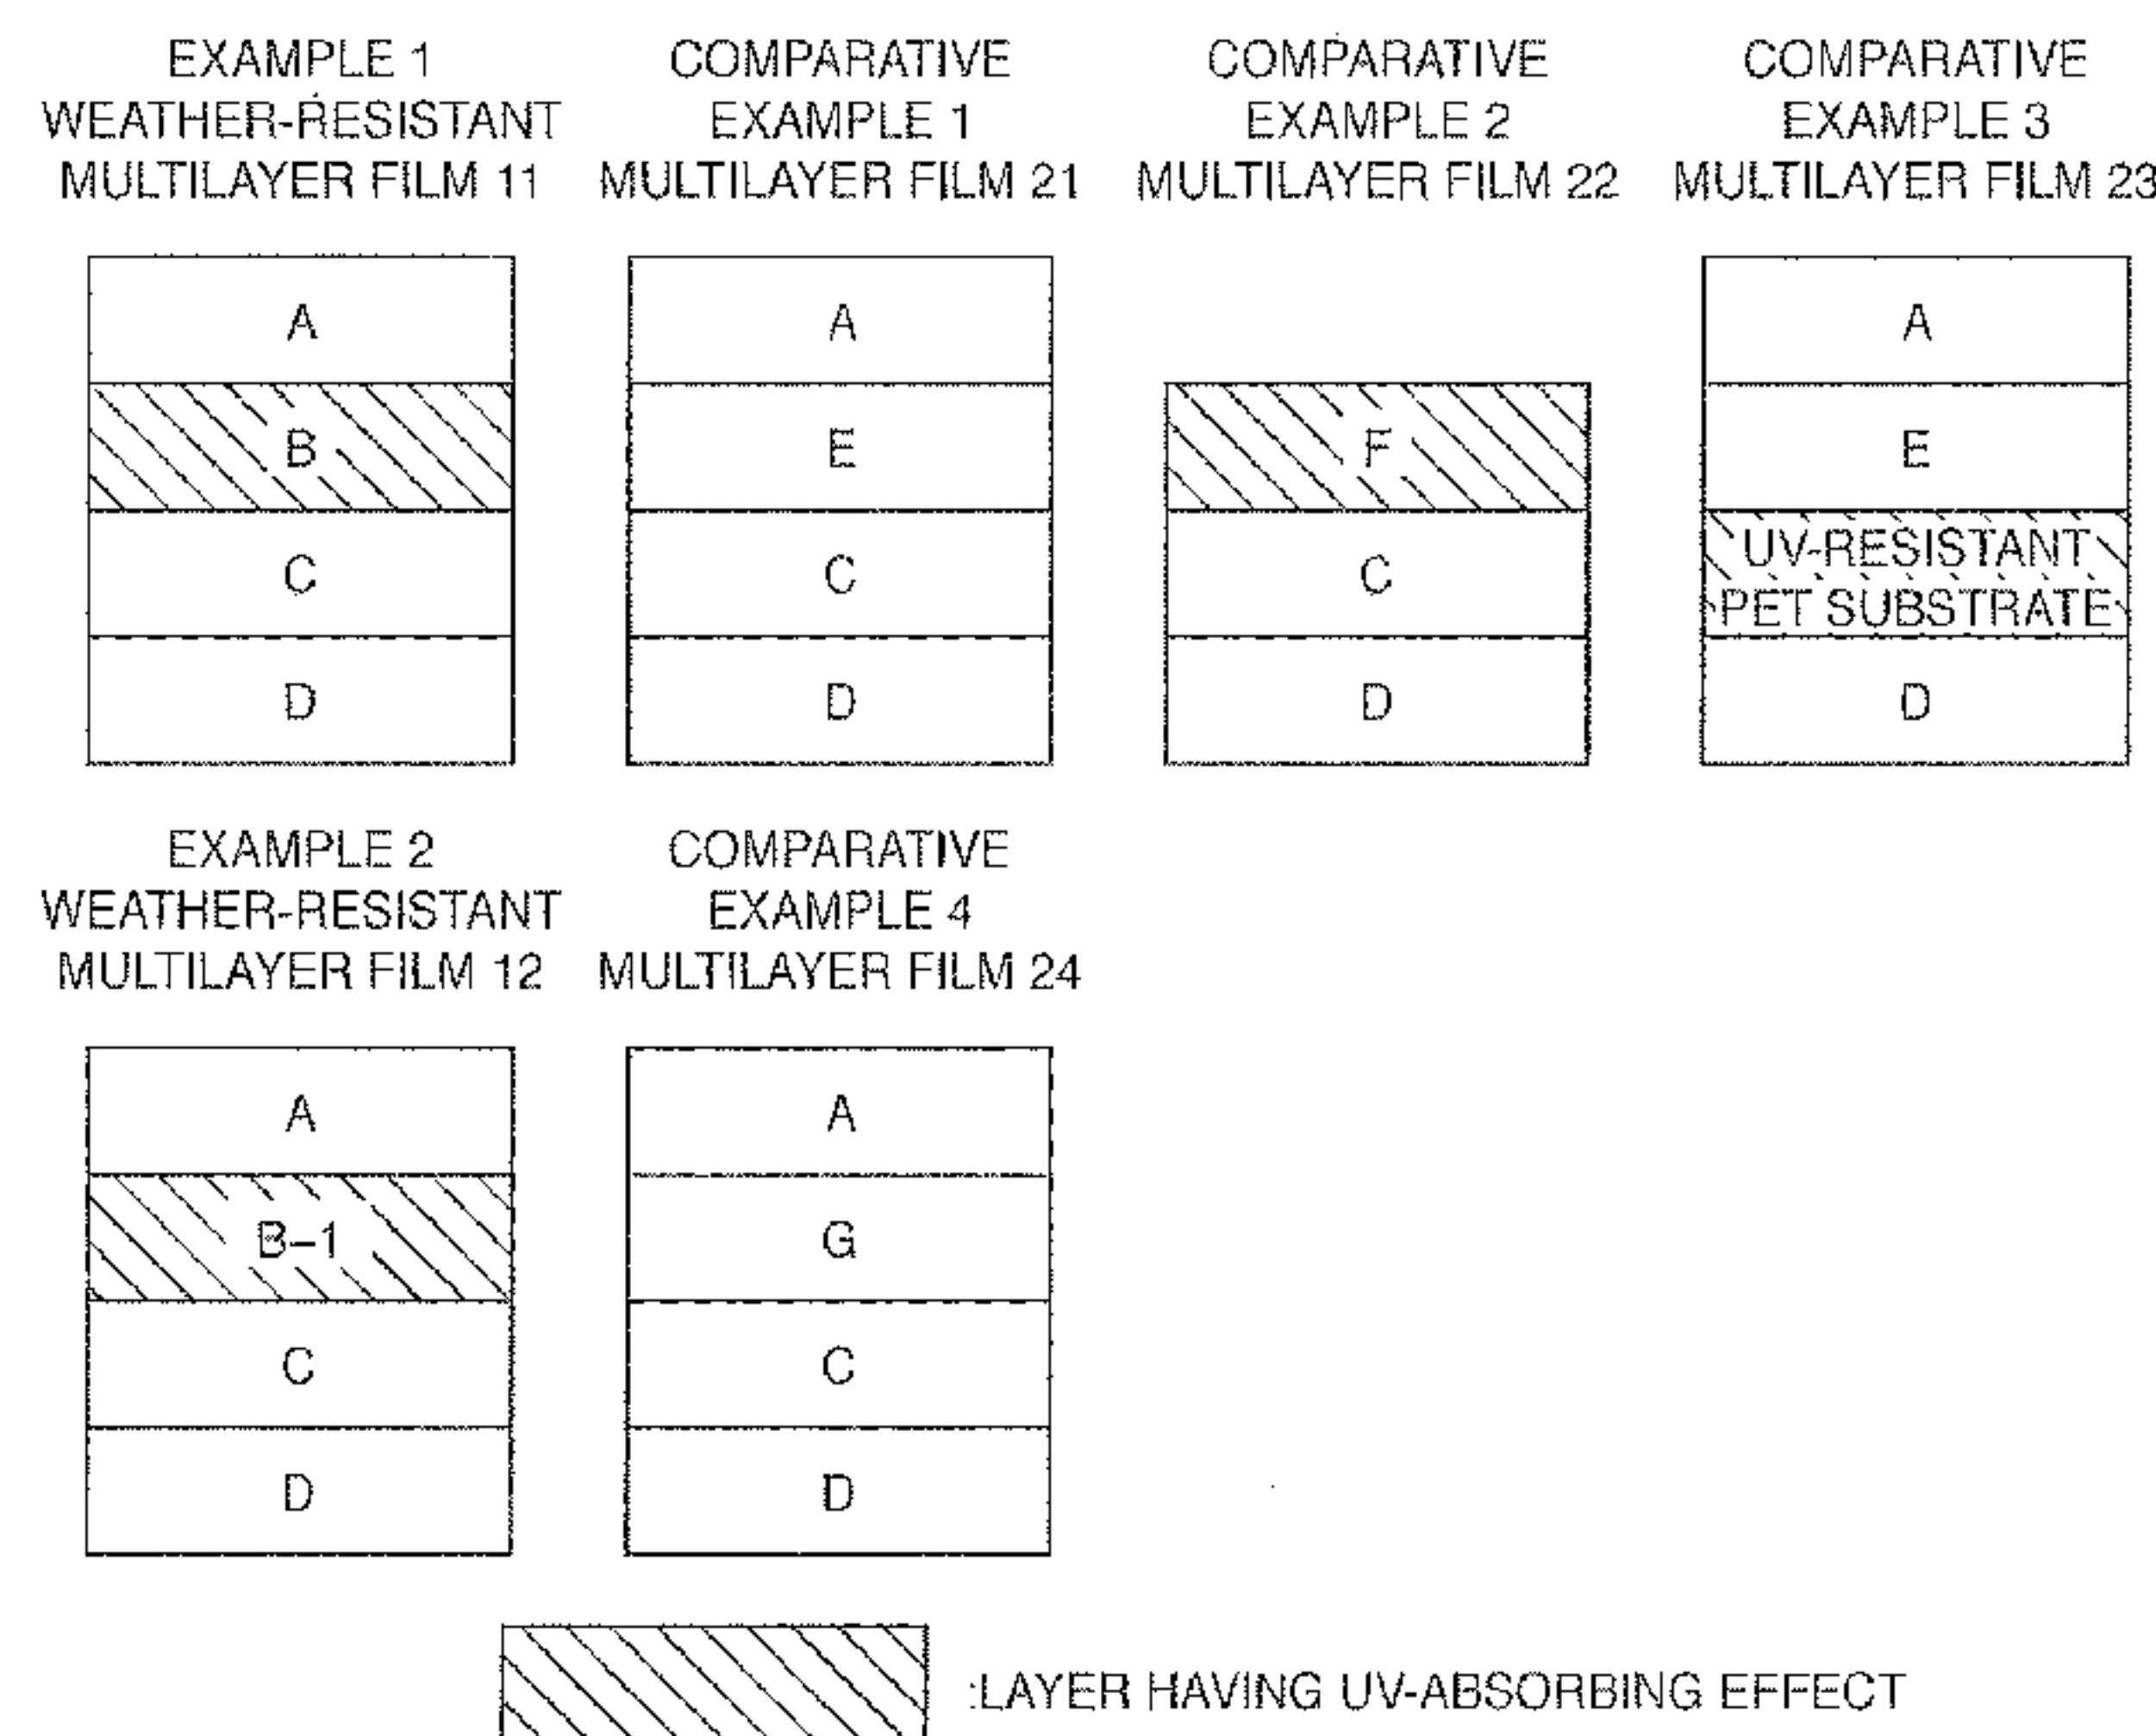 EXAMPLE 1
WEATHER-RESISTANT
MULTILAYER FILM 11
A
B
C
D
COMPARATIVE
EXAMPLE 1
MULTILAYER FILM 21
A
E
C
D
COMPARATIVE
EXAMPLE 2
MULTILAYER FILM 22
F
C
D
COMPARATIVE
EXAMPLE 3
MULTILAYER FILM 23
A
E
UV-RESISTANT
PET SUBSTRATE
D
EXAMPLE 2
WEATHER-RESISTANT
MULTILAYER FILM 12
A
B-1
C
D
COMPARATIVE
EXAMPLE 4
MULTILAYER FILM 24
A
G
C
D
:LAYER HAVING UV-ABSORBING EFFECT